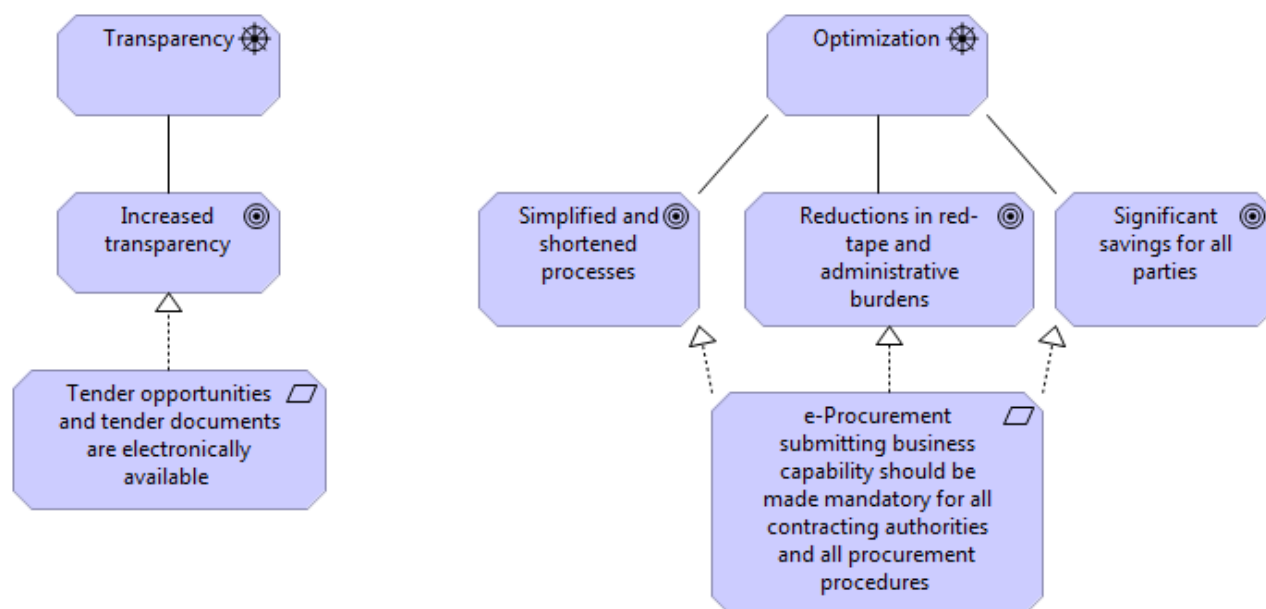 Transparency
Optimization
Increased
transparency
Simplified and
shortened
processes
Reductions in red-
tape and
administrative
burdens
Significant
savings for all
parties
Tender opportunities
and tender documents
are electronically
available
e-Procurement
submitting business
capability should be
made mandatory for all
contracting authorities
and all procurement
procedures